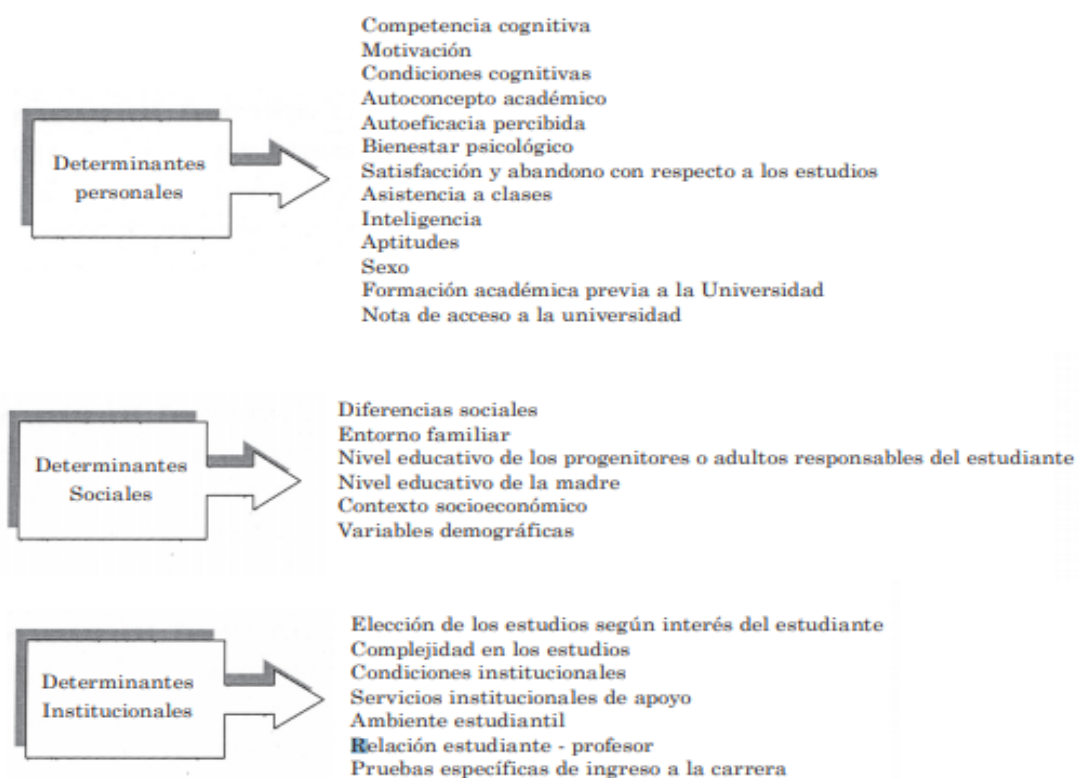 Determinantes
personales
Competencia cognitiva
Motivación
Condiciones cognitivas
Autoconcepto académico
Autoeficacia percibida
Bienestar psicológico
Satisfacción y abandono con respecto a los estudios
Asistencia a clases
Inteligencia
Aptitudes
Sexo
Formación académica previa a la Universidad
Nota de acceso a la universidad
Determinantes
Sociales
Diferencias sociales
Entorno familiar
Nivel educativo de los progenitores o adultos responsables del estudiante
Nivel educativo de la madre
Contexto socioeconómico
Variables demográficas
Determinantes
Institucionales
Elección de los estudios según interés del estudiante
Complejidad en los estudios
Condiciones institucionales
Servicios institucionales de apoyo
Ambiente estudiantil
Relación estudiante - profesor
Pruebas específicas de ingreso a la carrera